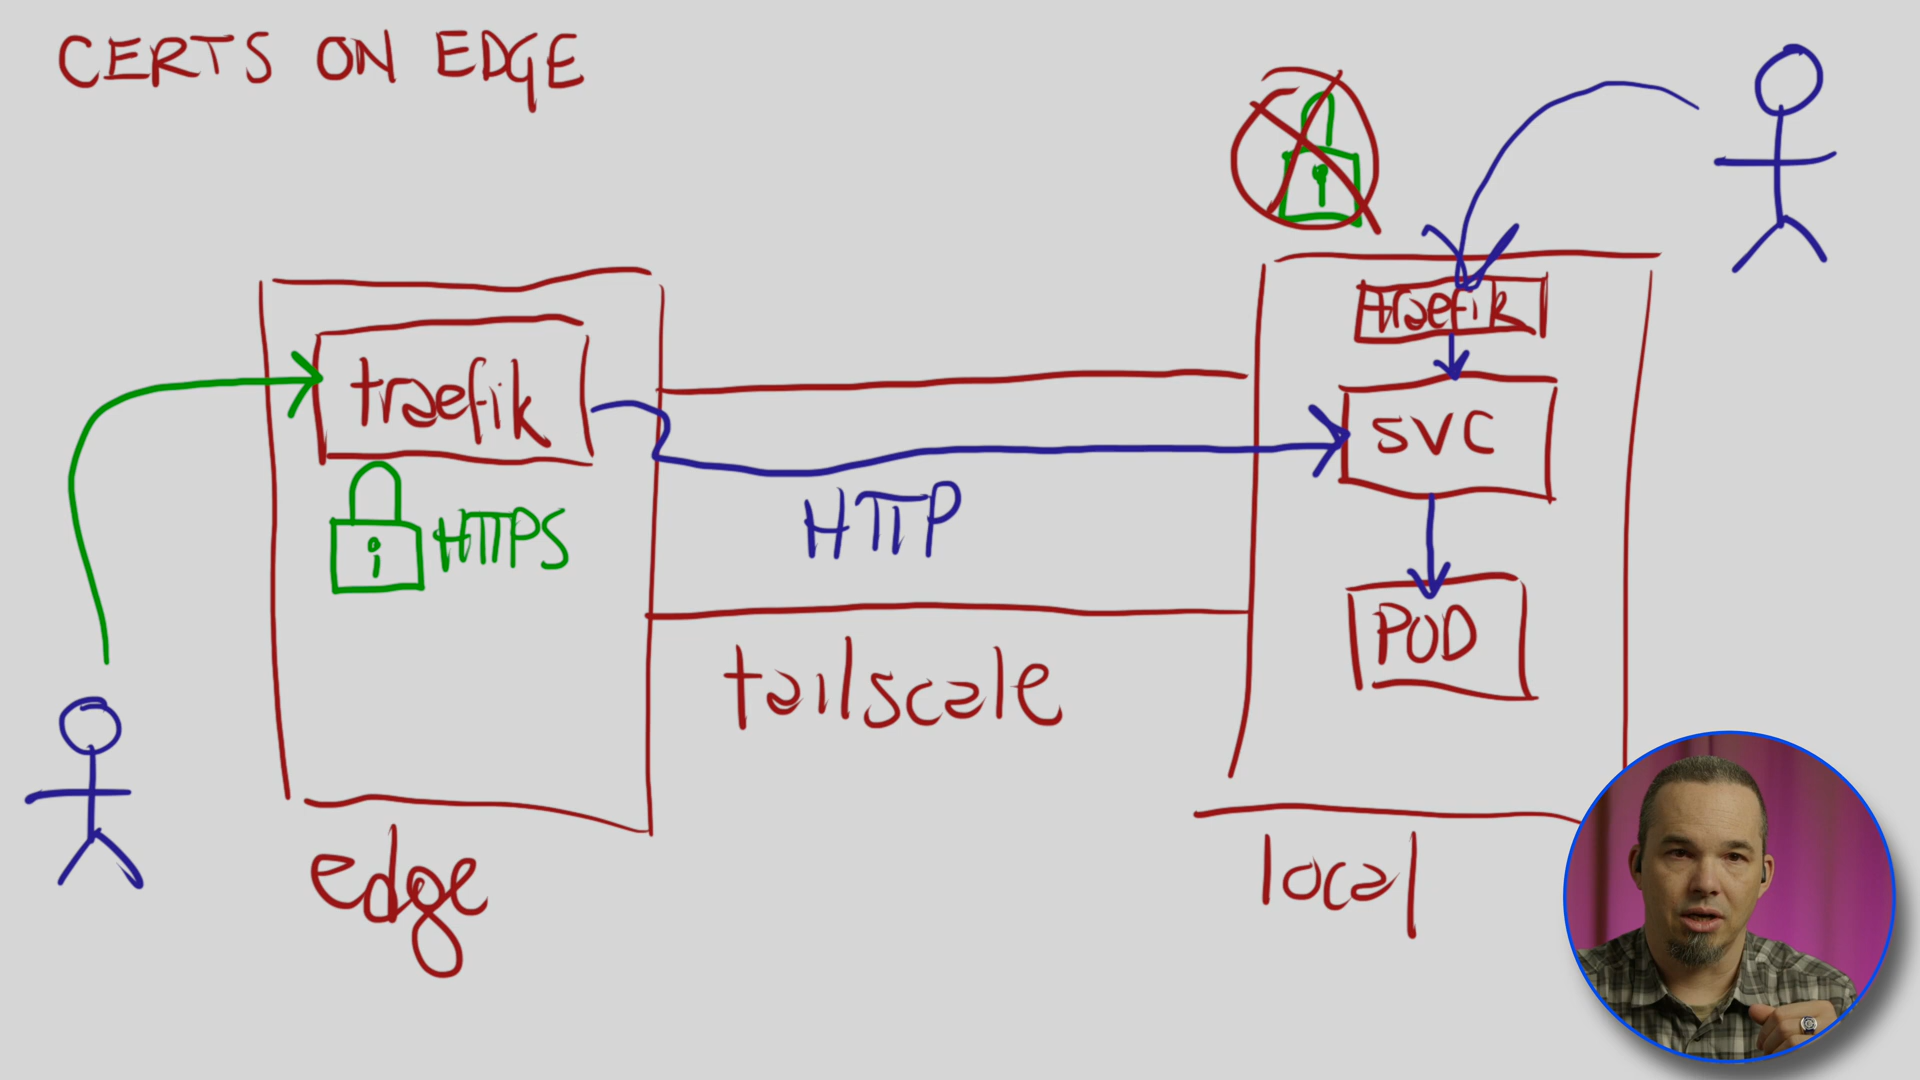 CERTS ON EDGE
traefik
traefik
SVC
HTTP
HTTPS
POD
tailscale
edge
local